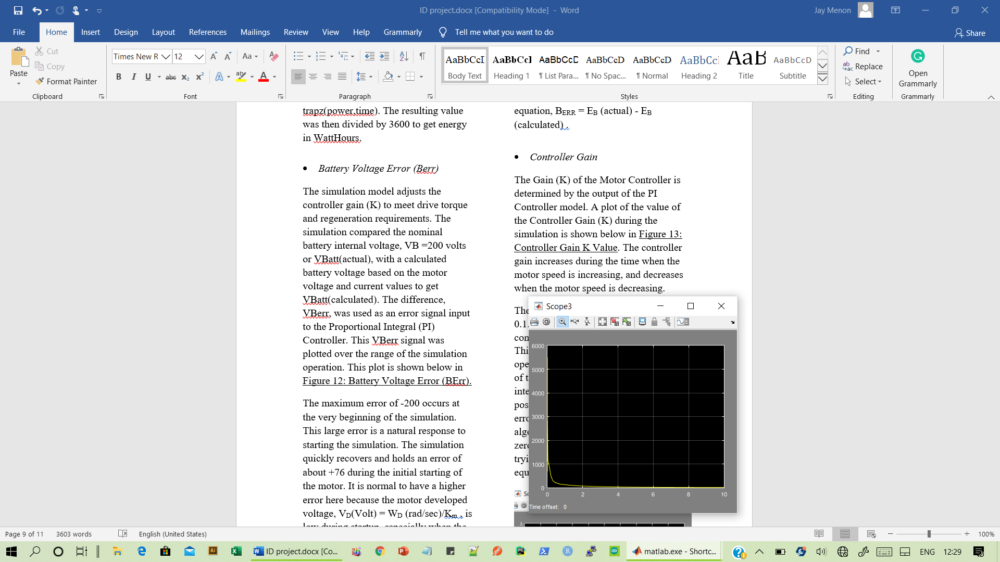 ID project.docx [Compatibility Mode] - Word
Jay Menon
File Home Insert Design Layout References Mailings Review View Help Grammarly Tell me what you want to do Share
Paste
Cut
Copy
Format Painter
Clipboard
Times New R 12
Font
Paragraph
AaBbCcI AaBbCcI AaBbCcD AaBbCcD AaBbCcD AaBbCcI AaB AaBbCcD
Body Text Heading 1 ¶ List Para... ¶ No Spac... ¶ Normal Heading 2 Title Subtitle
Styles
Find
Replace
Select
Editing
Open
Grammarly
Grammarly
trapz(power,time). The resulting value
was then divided by 3600 to get energy
in WattHours.
• Battery Voltage Error (Berr)
The simulation model adjusts the
controller gain (K) to meet drive torque
and regeneration requirements. The
simulation compared the nominal
battery internal voltage, VB =200 volts
or VBatt(actual), with a calculated
battery voltage based on the motor
voltage and current values to get
VBatt(calculated). The difference,
VBerr, was used as an error signal input
to the Proportional Integral (PI)
Controller. This VBerr signal was
plotted over the range of the simulation
operation. This plot is shown below in
Figure 12: Battery Voltage Error (BErr).
The maximum error of -200 occurs at
the very beginning of the simulation.
This large error is a natural response to
starting the simulation. The simulation
quickly recovers and holds an error of
about +76 during the initial starting of
the motor. It is normal to have a higher
error here because the motor developed
voltage, VD(Volt) = WD (rad/sec)/Km , is
low during startup, especially when the
equation, BERR = EB (actual) - EB
(calculated) .
• Controller Gain
The Gain (K) of the Motor Controller is
determined by the output of the PI
Controller model. A plot of the value of
the Controller Gain (K) during the
simulation is shown below in Figure 13:
Controller Gain K Value. The controller
gain increases during the time when the
motor speed is increasing, and decreases
when the motor speed is decreasing.
The
0.1.
con
Thi
ope
of t
inte
pos
erro
alge
zero
tryi
equ
Scope3
6000
5000
4000
3000
2000
1000
0
0 2 4 6 8 10
Time offset: 0
Sc
3
Page 9 of 11 3603 words English (United States) 100%
ID project.docx [Co... matlab.exe - Shortc... ENG 12:29